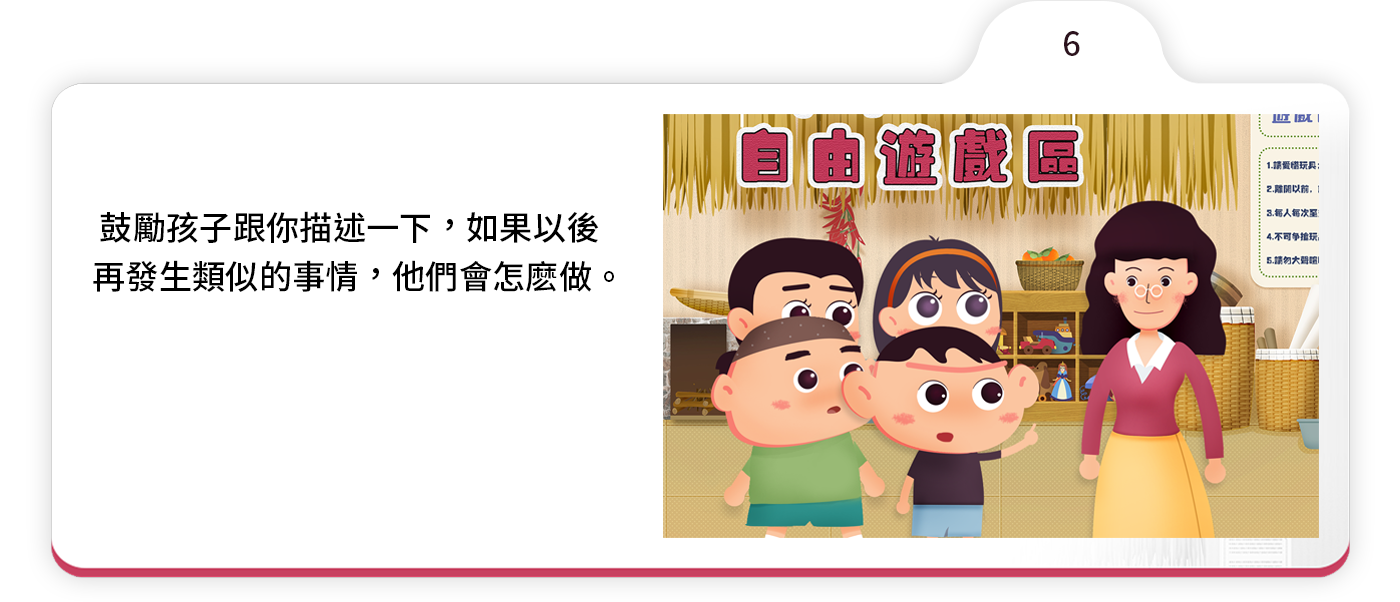 6
鼓勵孩子跟你描述一下，如果以後
再發生類似的事情，他們會怎麽做。
自由遊戲區
遊戲
1.請愛惜玩具
2.離開以前，
3.每人每次至
4.不可爭搶玩
5.請勿大聲喧